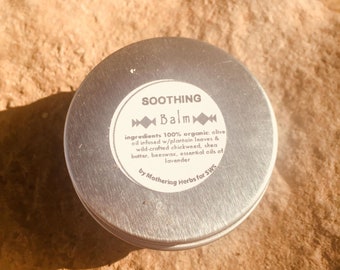 SOOTHING
Balm
ingredients 100% organic olive
oil infused w/plantain leaves &
wild-crafted chickweed, shea
butter, beeswax, essential oils of
lavender
by Mothering Herbs for SWS